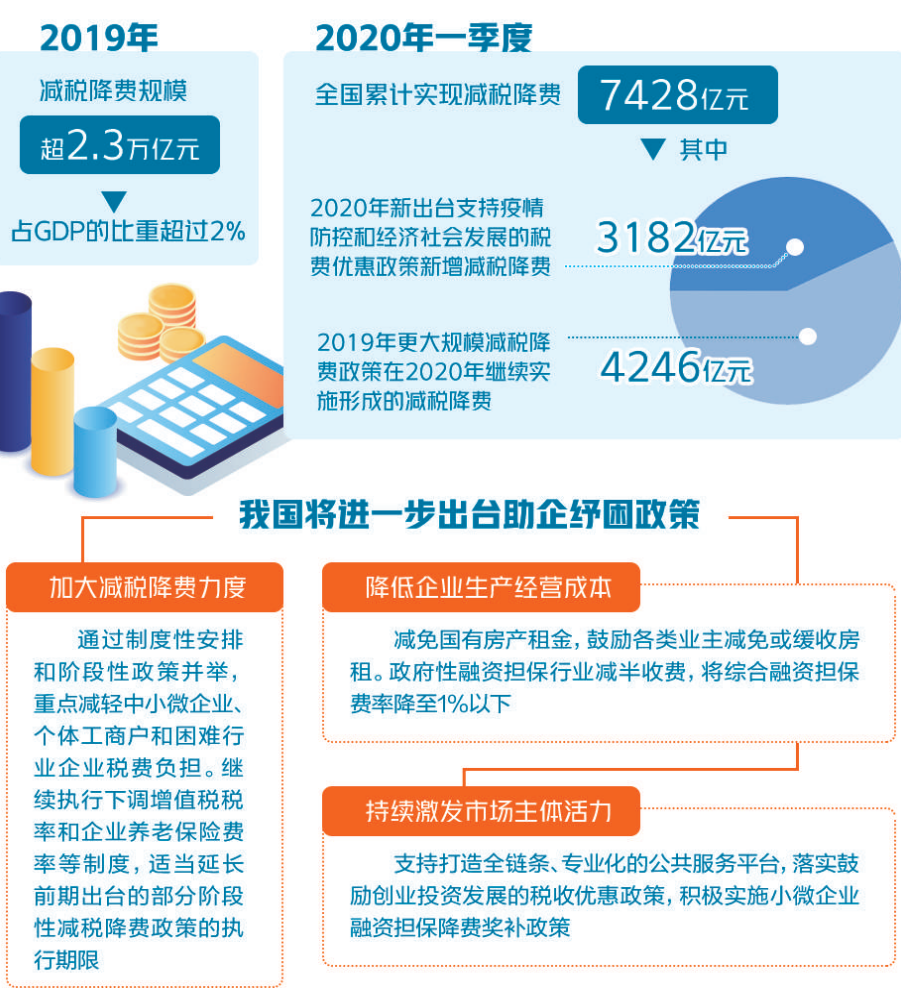 2019年
减税降费规模
超2.3万亿元
占GDP的比重超过2%
2020年一季度
全国累计实现减税降费
7428亿元
其中
2020年新出台支持疫情
防控和经济社会发展的税
费优惠政策新增减税降费
3182亿元
2019年更大规模减税降
费政策在2020年继续实
施形成的减税降费
4246亿元
我国将进一步出台助企纾困政策
加大减税降费力度
通过制度性安排
和阶段性政策并举，
重点减轻中小微企业、
个体工商户和困难行
业企业税费负担。继
续执行下调增值税税
率和企业养老保险费
率等制度，适当延长
前期出台的部分阶段
性减税降费政策的执
行期限
降低企业生产经营成本
减免国有房产租金，鼓励各类业主减免或缓收房
租。政府性融资担保行业减半收费，将综合融资担保
费率降至1%以下
持续激发市场主体活力
支持打造全链条、专业化的公共服务平台，落实鼓
励创业投资发展的税收优惠政策，积极实施小微企业
融资担保降费奖补政策